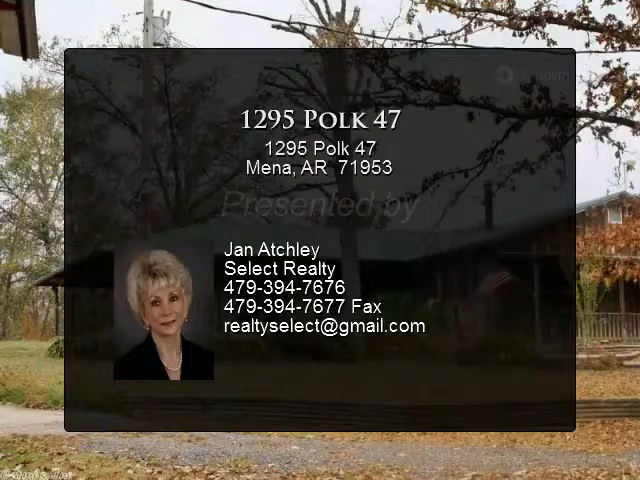 1295 Polk 47
1295 Polk 47
Mena, AR 71953
Presented by
Jan Atchley
Select Realty
479-394-7676
479-394-7677 Fax
realtyselect@gmail.com